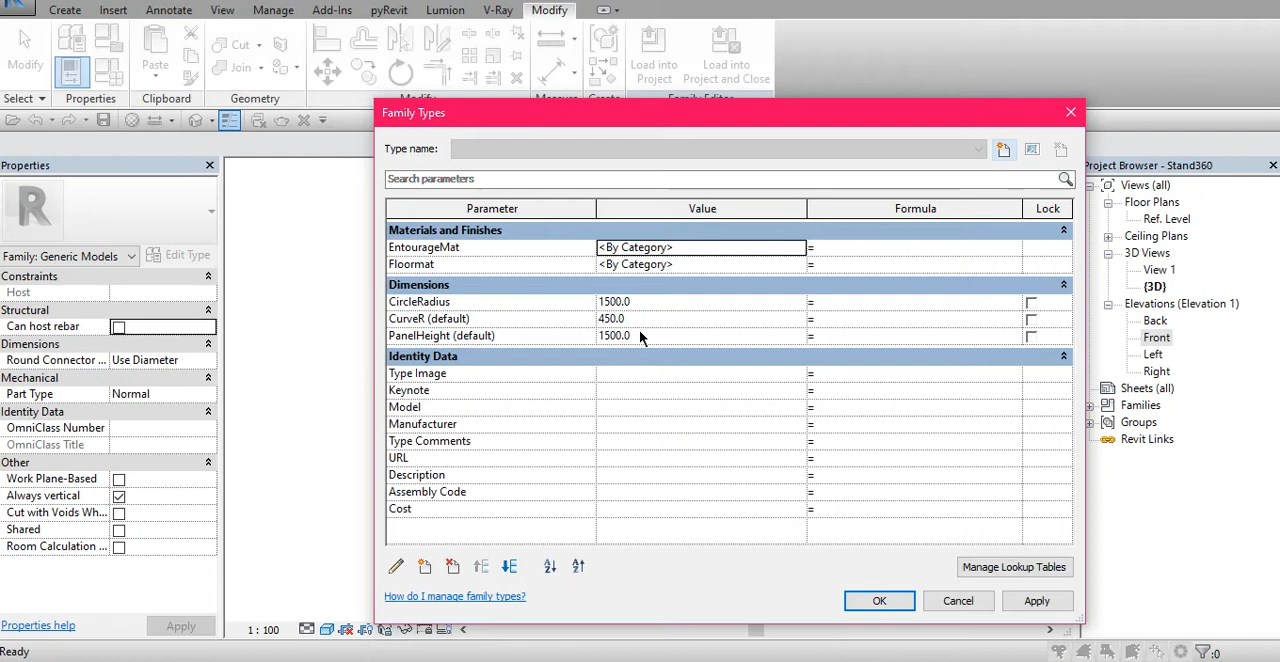 Create Insert Annotate View Manage Add-Ins pyRevit Lumion V-Ray Modify
Modify Paste Cut Join Load into Project Load into Project and Close
Select Properties Clipboard Geometry
Family Types
Type name:
Search parameters
Parameter Value Formula Lock
Materials and Finishes
EntourageMat <By Category> =
Floormat <By Category> =
Dimensions
CircleRadius 1500.0 =
CurveR (default) 450.0 =
PanelHeight (default) 1500.0 =
Identity Data
Type Image =
Keynote =
Model =
Manufacturer =
Type Comments =
URL =
Description =
Assembly Code =
Cost =
Manage Lookup Tables
How do I manage family types?
OK Cancel Apply
Properties
Family: Generic Models Edit Type
Constraints
Host
Structural
Can host rebar
Dimensions
Round Connector ... Use Diameter
Mechanical
Part Type Normal
Identity Data
OmniClass Number
OmniClass Title
Other
Work Plane-Based
Always vertical
Cut with Voids Wh...
Shared
Room Calculation ...
Properties help Apply
Project Browser - Stand360
Views (all)
Floor Plans
Ref. Level
Ceiling Plans
3D Views
View 1
{3D}
Elevations (Elevation 1)
Back
Front
Left
Right
Sheets (all)
Families
Groups
Revit Links
1 : 100
Ready
:0